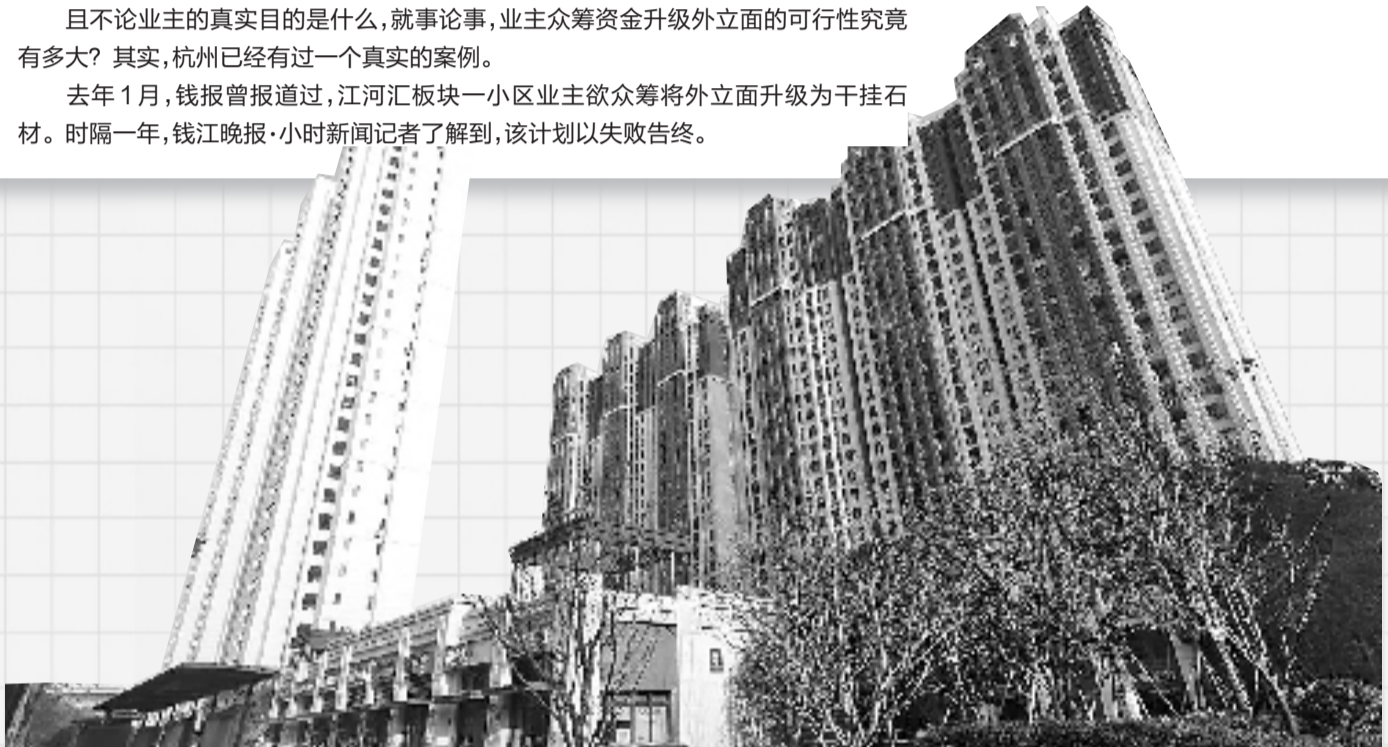 且不论业主的真实目的是什么,就事论事,业主众筹资金升级外立面的可行性究竟
有多大？其实,杭州已经有过一个真实的案例。
去年1月,钱报曾报道过,江河汇板块一小区业主欲众筹将外立面升级为干挂石
材。时隔一年,钱江晚报·小时新闻记者了解到,该计划以失败告终。